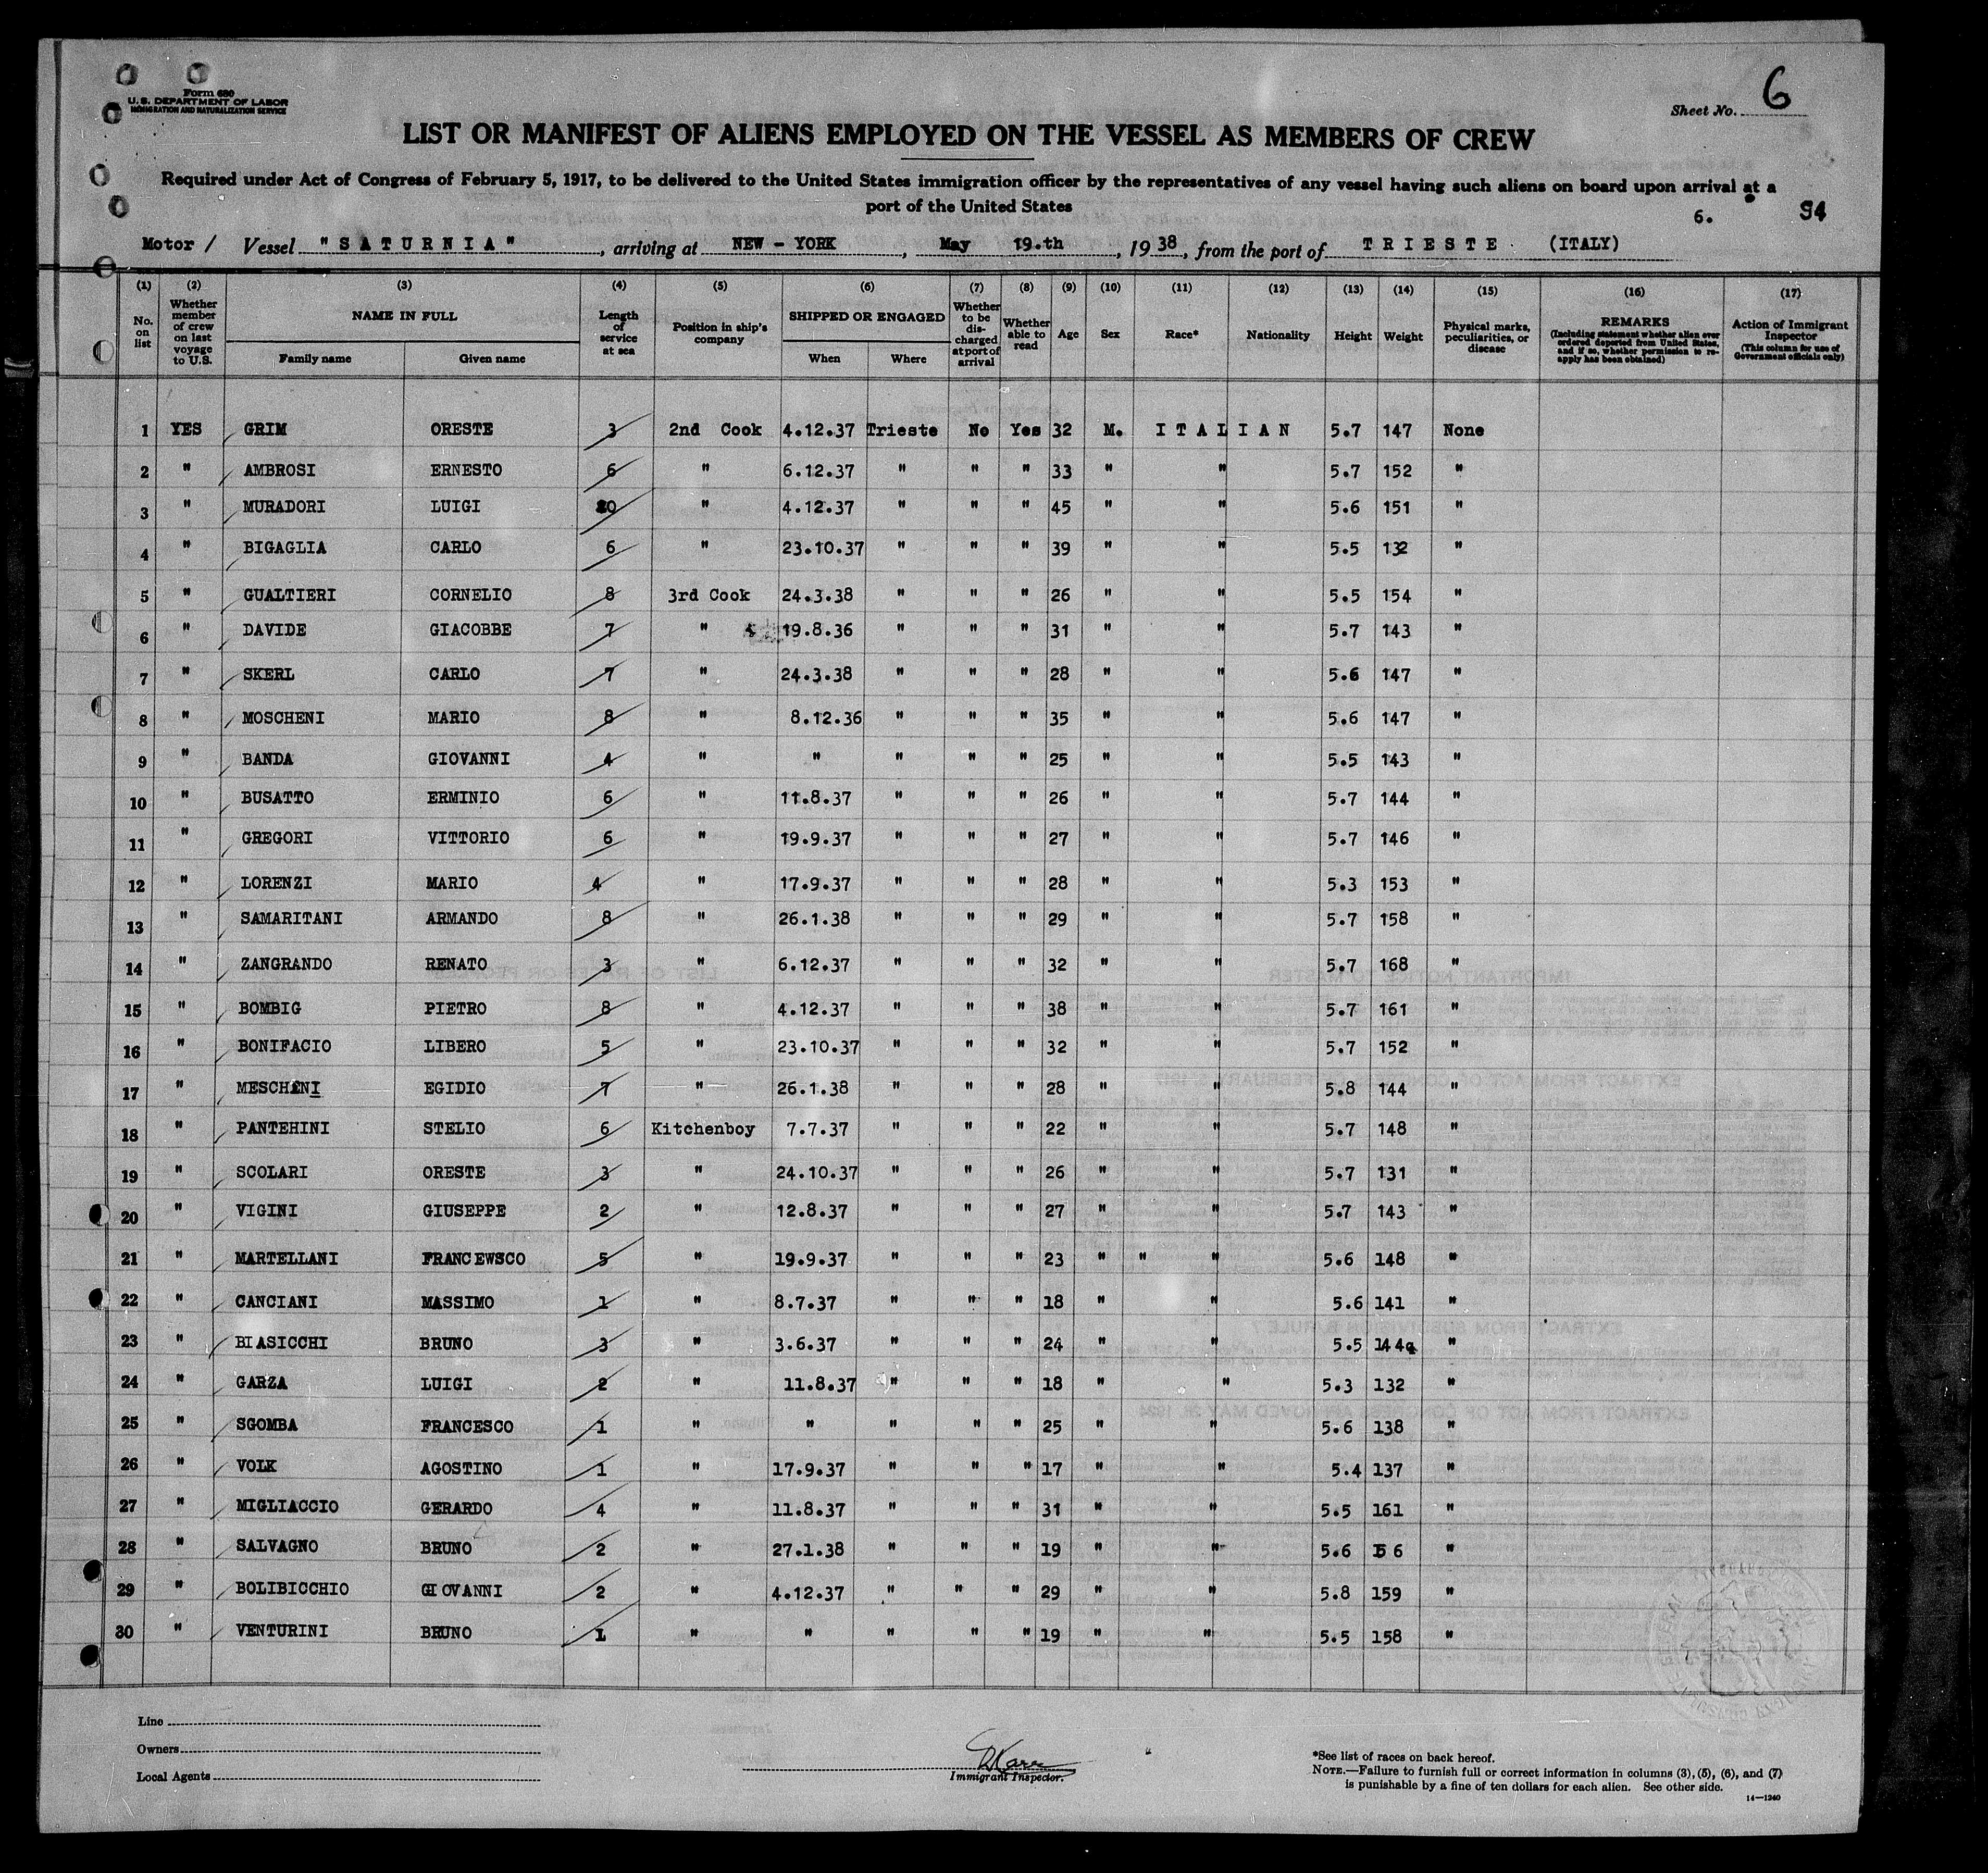 Form 680
U. S. DEPARTMENT OF LABOR
IMMIGRATION AND NATURALIZATION SERVICE
Sheet No. 6
LIST OR MANIFEST OF ALIENS EMPLOYED ON THE VESSEL AS MEMBERS OF CREW
Required under Act of Congress of February 5, 1917, to be delivered to the United States immigration officer by the representatives of any vessel having such aliens on board upon arrival at a
port of the United States
6. S4
Motor / Vessel "SATURNIA", arriving at NEW - YORK, May 19.th, 1938, from the port of TRIESTE (ITALY)
(1) (2) (3) (4) (5) (6) (7) (8) (9) (10) (11) (12) (13) (14) (15) (16) (17)
No. on list Whether member of crew on last voyage to U.S. NAME IN FULL Family name Given name Length of service at sea Position in ship's company SHIPPED OR ENGAGED When Where Whether to be discharged at port of arrival Whether able to read Age Sex Race* Nationality Height Weight Physical marks, peculiarities, or disease REMARKS (Including statement whether alien ever ordered deported from United States, and if so, whether permission to reapply has been obtained) Action of Immigrant Inspector (This column for use of Government officials only)
1 YES GRIM ORESTE 3 2nd Cook 4.12.37 Trieste No Yes 32 M. ITALIAN 5.7 147 None
2 " AMBROSI ERNESTO 6 " 6.12.37 " " " 33 " " 5.7 152 "
3 " MURADORI LUIGI 20 " 4.12.37 " " " 45 " " 5.6 151 "
4 " BIGAGLIA CARLO 6 " 23.10.37 " " " 39 " " 5.5 132 "
5 " GUALTIERI CORNELIO 8 3rd Cook 24.3.38 " " " 26 " " 5.5 154 "
6 " DAVIDE GIACOBBE 7 " 19.8.36 " " " 31 " " 5.7 143 "
7 " SKERL CARLO 7 " 24.3.38 " " " 28 " " 5.6 147 "
8 " MOSCHENI MARIO 8 " 8.12.36 " " " 35 " " 5.6 147 "
9 " BANDA GIOVANNI 4 " " " " " 25 " " 5.5 143 "
10 " BUSATTO ERMINIO 6 " 11.8.37 " " " 26 " " 5.7 144 "
11 " GREGORI VITTORIO 6 " 19.9.37 " " " 27 " " 5.7 146 "
12 " LORENZI MARIO 4 " 17.9.37 " " " 28 " " 5.3 153 "
13 " SAMARITANI ARMANDO 8 " 26.1.38 " " " 29 " " 5.7 158 "
14 " ZANGRANDO RENATO 3 " 6.12.37 " " " 32 " " 5.7 168 "
15 " BOMBIG PIETRO 8 " 4.12.37 " " " 38 " " 5.7 161 "
16 " BONIFACIO LIBERO 5 " 23.10.37 " " " 32 " " 5.7 152 "
17 " MESCHINI EGIDIO 7 " 26.1.38 " " " 28 " " 5.8 144 "
18 " PANTEHINI STELIO 6 Kitchenboy 7.7.37 " " " 22 " " 5.7 148 "
19 " SCOLARI ORESTE 3 " 24.10.37 " " " 26 " " 5.7 131 "
20 " VIGINI GIUSEPPE 2 " 12.8.37 " " " 27 " " 5.7 143 "
21 " MARTELLANI FRANCEWSCO 5 " 19.9.37 " " " 23 " " " 5.6 148 "
22 " CANCIANI MASSIMO 1 " 8.7.37 " " " 18 " " 5.6 141 "
23 " BIASICCHI BRUNO 3 " 3.6.37 " " " 24 " " 5.5 144q "
24 " GARZA LUIGI 2 " 11.8.37 " " " 18 " " 5.3 132 "
25 " SGOMBA FRANCESCO 1 " " " " " 25 " " 5.6 138 "
26 " VOLK AGOSTINO 1 " 17.9.37 " " " 17 " " 5.4 137 "
27 " MIGLIACCIO GERARDO 4 " 11.8.37 " " " 31 " " 5.5 161 "
28 " SALVAGNO BRUNO 2 " 27.1.38 " " " 19 " " 5.6 "
29 " BOLIBICCHIO GIOVANNI 2 " 4.12.37 " " " 29 " " 5.8 159 "
30 " VENTURINI BRUNO 1 " " " " " 19 " " 5.5 158 "
Line
Owners
Local Agents
Immigrant Inspector.
*See list of races on back hereof.
NOTE.—Failure to furnish full or correct information in columns (3), (5), (6), and (7)
is punishable by a fine of ten dollars for each alien. See other side.
14—1240